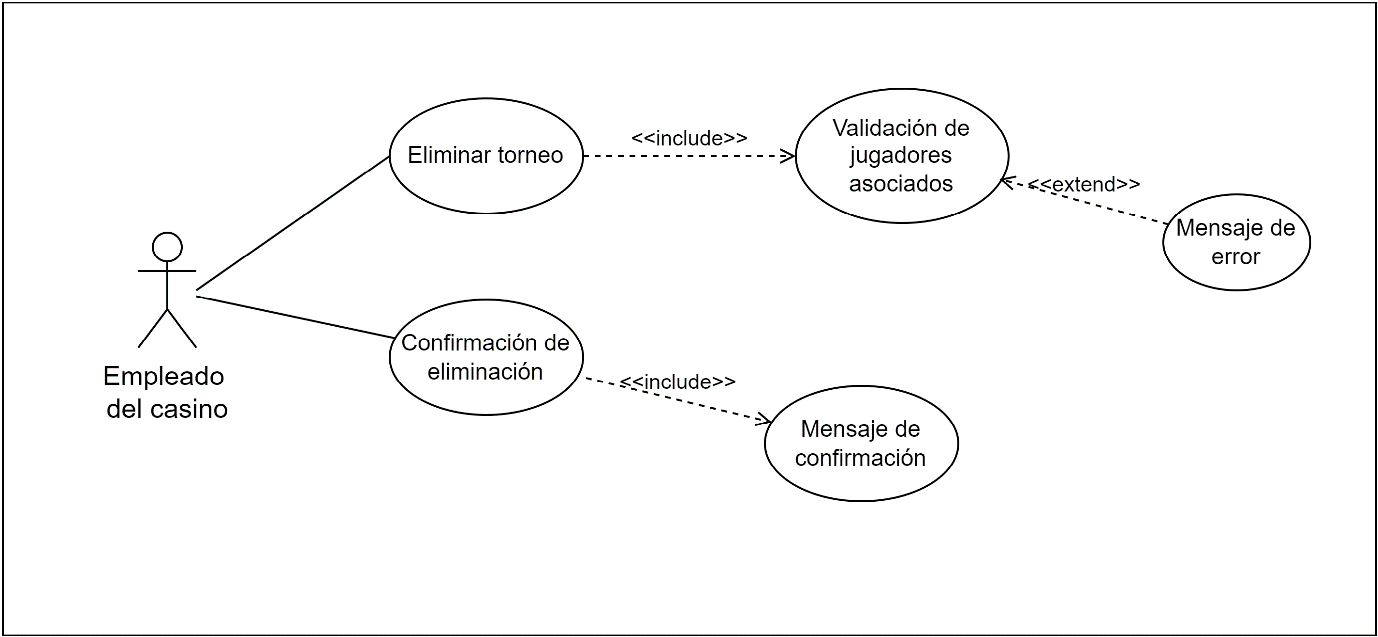 Eliminar torneo
<<include>>
Validación de
jugadores
asociados
<<extend>>
Mensaje de
error
Empleado
del casino
Confirmación de
eliminación
<<include>>
Mensaje de
confirmación